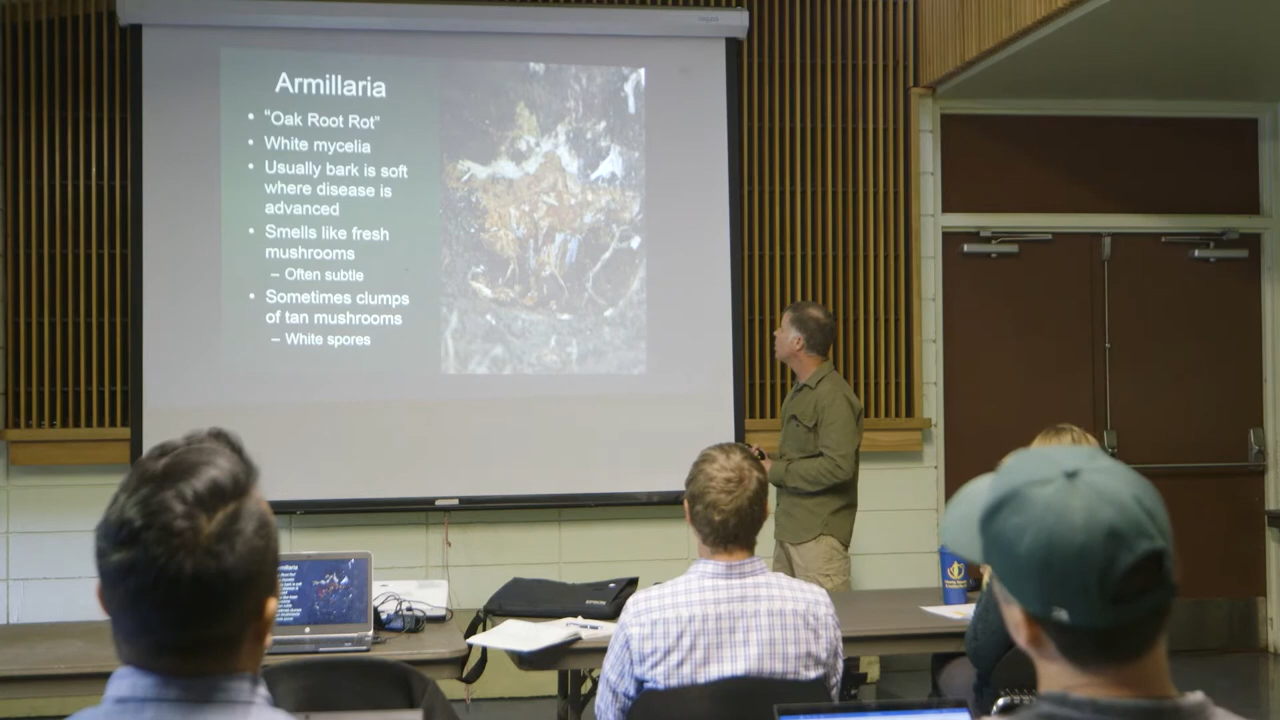 Armillaria
• "Oak Root Rot"
• White mycelia
• Usually bark is soft
where disease is
advanced
• Smells like fresh
mushrooms
– Often subtle
• Sometimes clumps
of tan mushrooms
– White spores
EPSON